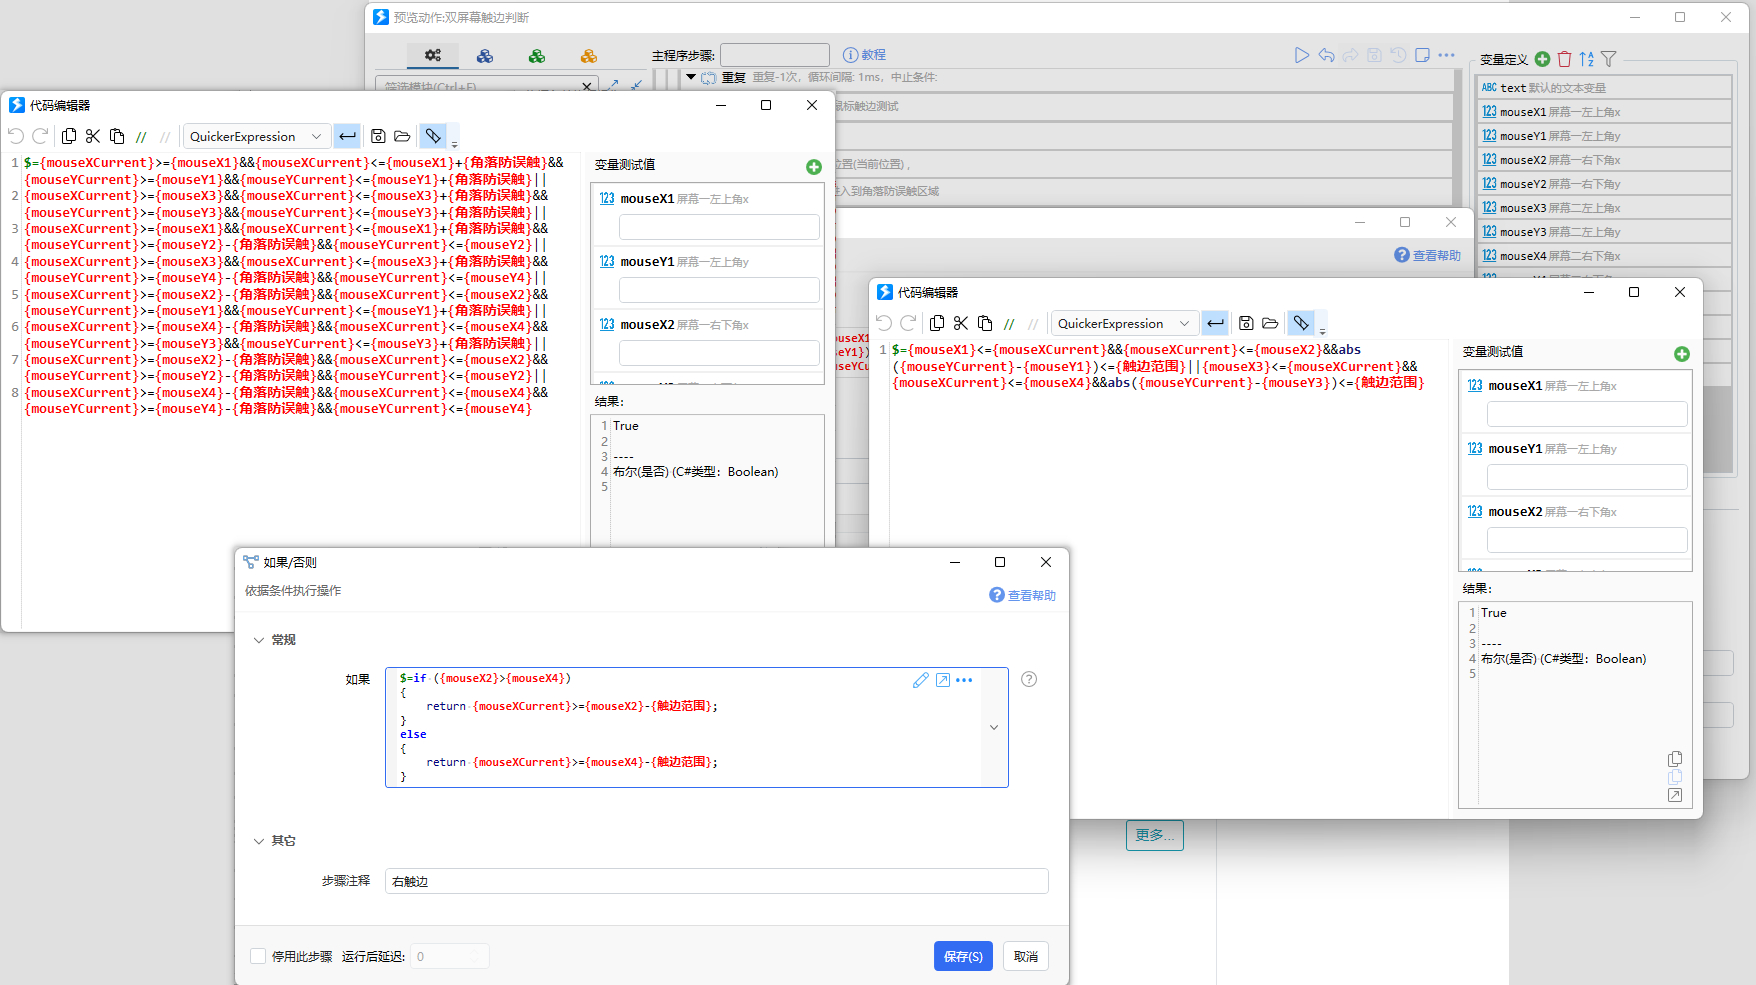 预览动作:双屏幕触边判断
主程序步骤:
教程
变量定义
筛选模块(Ctrl+F)
重复 重复-1次，循环间隔: 1ms，中止条件:
鼠标触边测试
位置(当前位置)，
进入到角落防误触区域
ABC text 默认的文本变量
123 mouseX1 屏幕一左上角x
123 mouseY1 屏幕一左上角y
123 mouseX2 屏幕一右下角x
123 mouseY2 屏幕一右下角y
123 mouseX3 屏幕二左上角x
123 mouseY3 屏幕二左上角y
123 mouseX4 屏幕二右下角x
代码编辑器
QuickerExpression
1 $={mouseXCurrent}>={mouseX1}&&{mouseXCurrent}<={mouseX1}+{角落防误触}&&
{mouseYCurrent}>={mouseY1}&&{mouseYCurrent}<={mouseY1}+{角落防误触}||
2 {mouseXCurrent}>={mouseX3}&&{mouseXCurrent}<={mouseX3}+{角落防误触}&&
{mouseYCurrent}>={mouseY3}&&{mouseYCurrent}<={mouseY3}+{角落防误触}||
3 {mouseXCurrent}>={mouseX1}&&{mouseXCurrent}<={mouseX1}+{角落防误触}&&
{mouseYCurrent}>={mouseY2}-{角落防误触}&&{mouseYCurrent}<={mouseY2}||
4 {mouseXCurrent}>={mouseX3}&&{mouseXCurrent}<={mouseX3}+{角落防误触}&&
{mouseYCurrent}>={mouseY4}-{角落防误触}&&{mouseYCurrent}<={mouseY4}||
5 {mouseXCurrent}>={mouseX2}-{角落防误触}&&{mouseXCurrent}<={mouseX2}&&
{mouseYCurrent}>={mouseY1}&&{mouseYCurrent}<={mouseY1}+{角落防误触}||
6 {mouseXCurrent}>={mouseX4}-{角落防误触}&&{mouseXCurrent}<={mouseX4}&&
{mouseYCurrent}>={mouseY3}&&{mouseYCurrent}<={mouseY3}+{角落防误触}||
7 {mouseXCurrent}>={mouseX2}-{角落防误触}&&{mouseXCurrent}<={mouseX2}&&
{mouseYCurrent}>={mouseY2}-{角落防误触}&&{mouseYCurrent}<={mouseY2}||
8 {mouseXCurrent}>={mouseX4}-{角落防误触}&&{mouseXCurrent}<={mouseX4}&&
{mouseYCurrent}>={mouseY4}-{角落防误触}&&{mouseYCurrent}<={mouseY4}
变量测试值
123 mouseX1 屏幕一左上角x
123 mouseY1 屏幕一左上角y
123 mouseX2 屏幕一右下角x
结果:
1 True
2
3 ----
4 布尔(是否) (C#类型：Boolean)
5
查看帮助
代码编辑器
QuickerExpression
1 $={mouseX1}<={mouseXCurrent}&&{mouseXCurrent}<={mouseX2}&&abs
({mouseYCurrent}-{mouseY1})<={触边范围}||{mouseX3}<={mouseXCurrent}&&
{mouseXCurrent}<={mouseX4}&&abs({mouseYCurrent}-{mouseY3})<={触边范围}
变量测试值
123 mouseX1 屏幕一左上角x
123 mouseY1 屏幕一左上角y
123 mouseX2 屏幕一右下角x
结果:
1 True
2
3 ----
4 布尔(是否) (C#类型：Boolean)
5
更多...
如果/否则
依据条件执行操作
查看帮助
常规
如果
$=if ({mouseX2}>{mouseX4})
{
return {mouseXCurrent}>={mouseX2}-{触边范围};
}
else
{
return {mouseXCurrent}>={mouseX4}-{触边范围};
}
其它
步骤注释
右触边
停用此步骤 运行后延迟: 0
保存(S)
取消